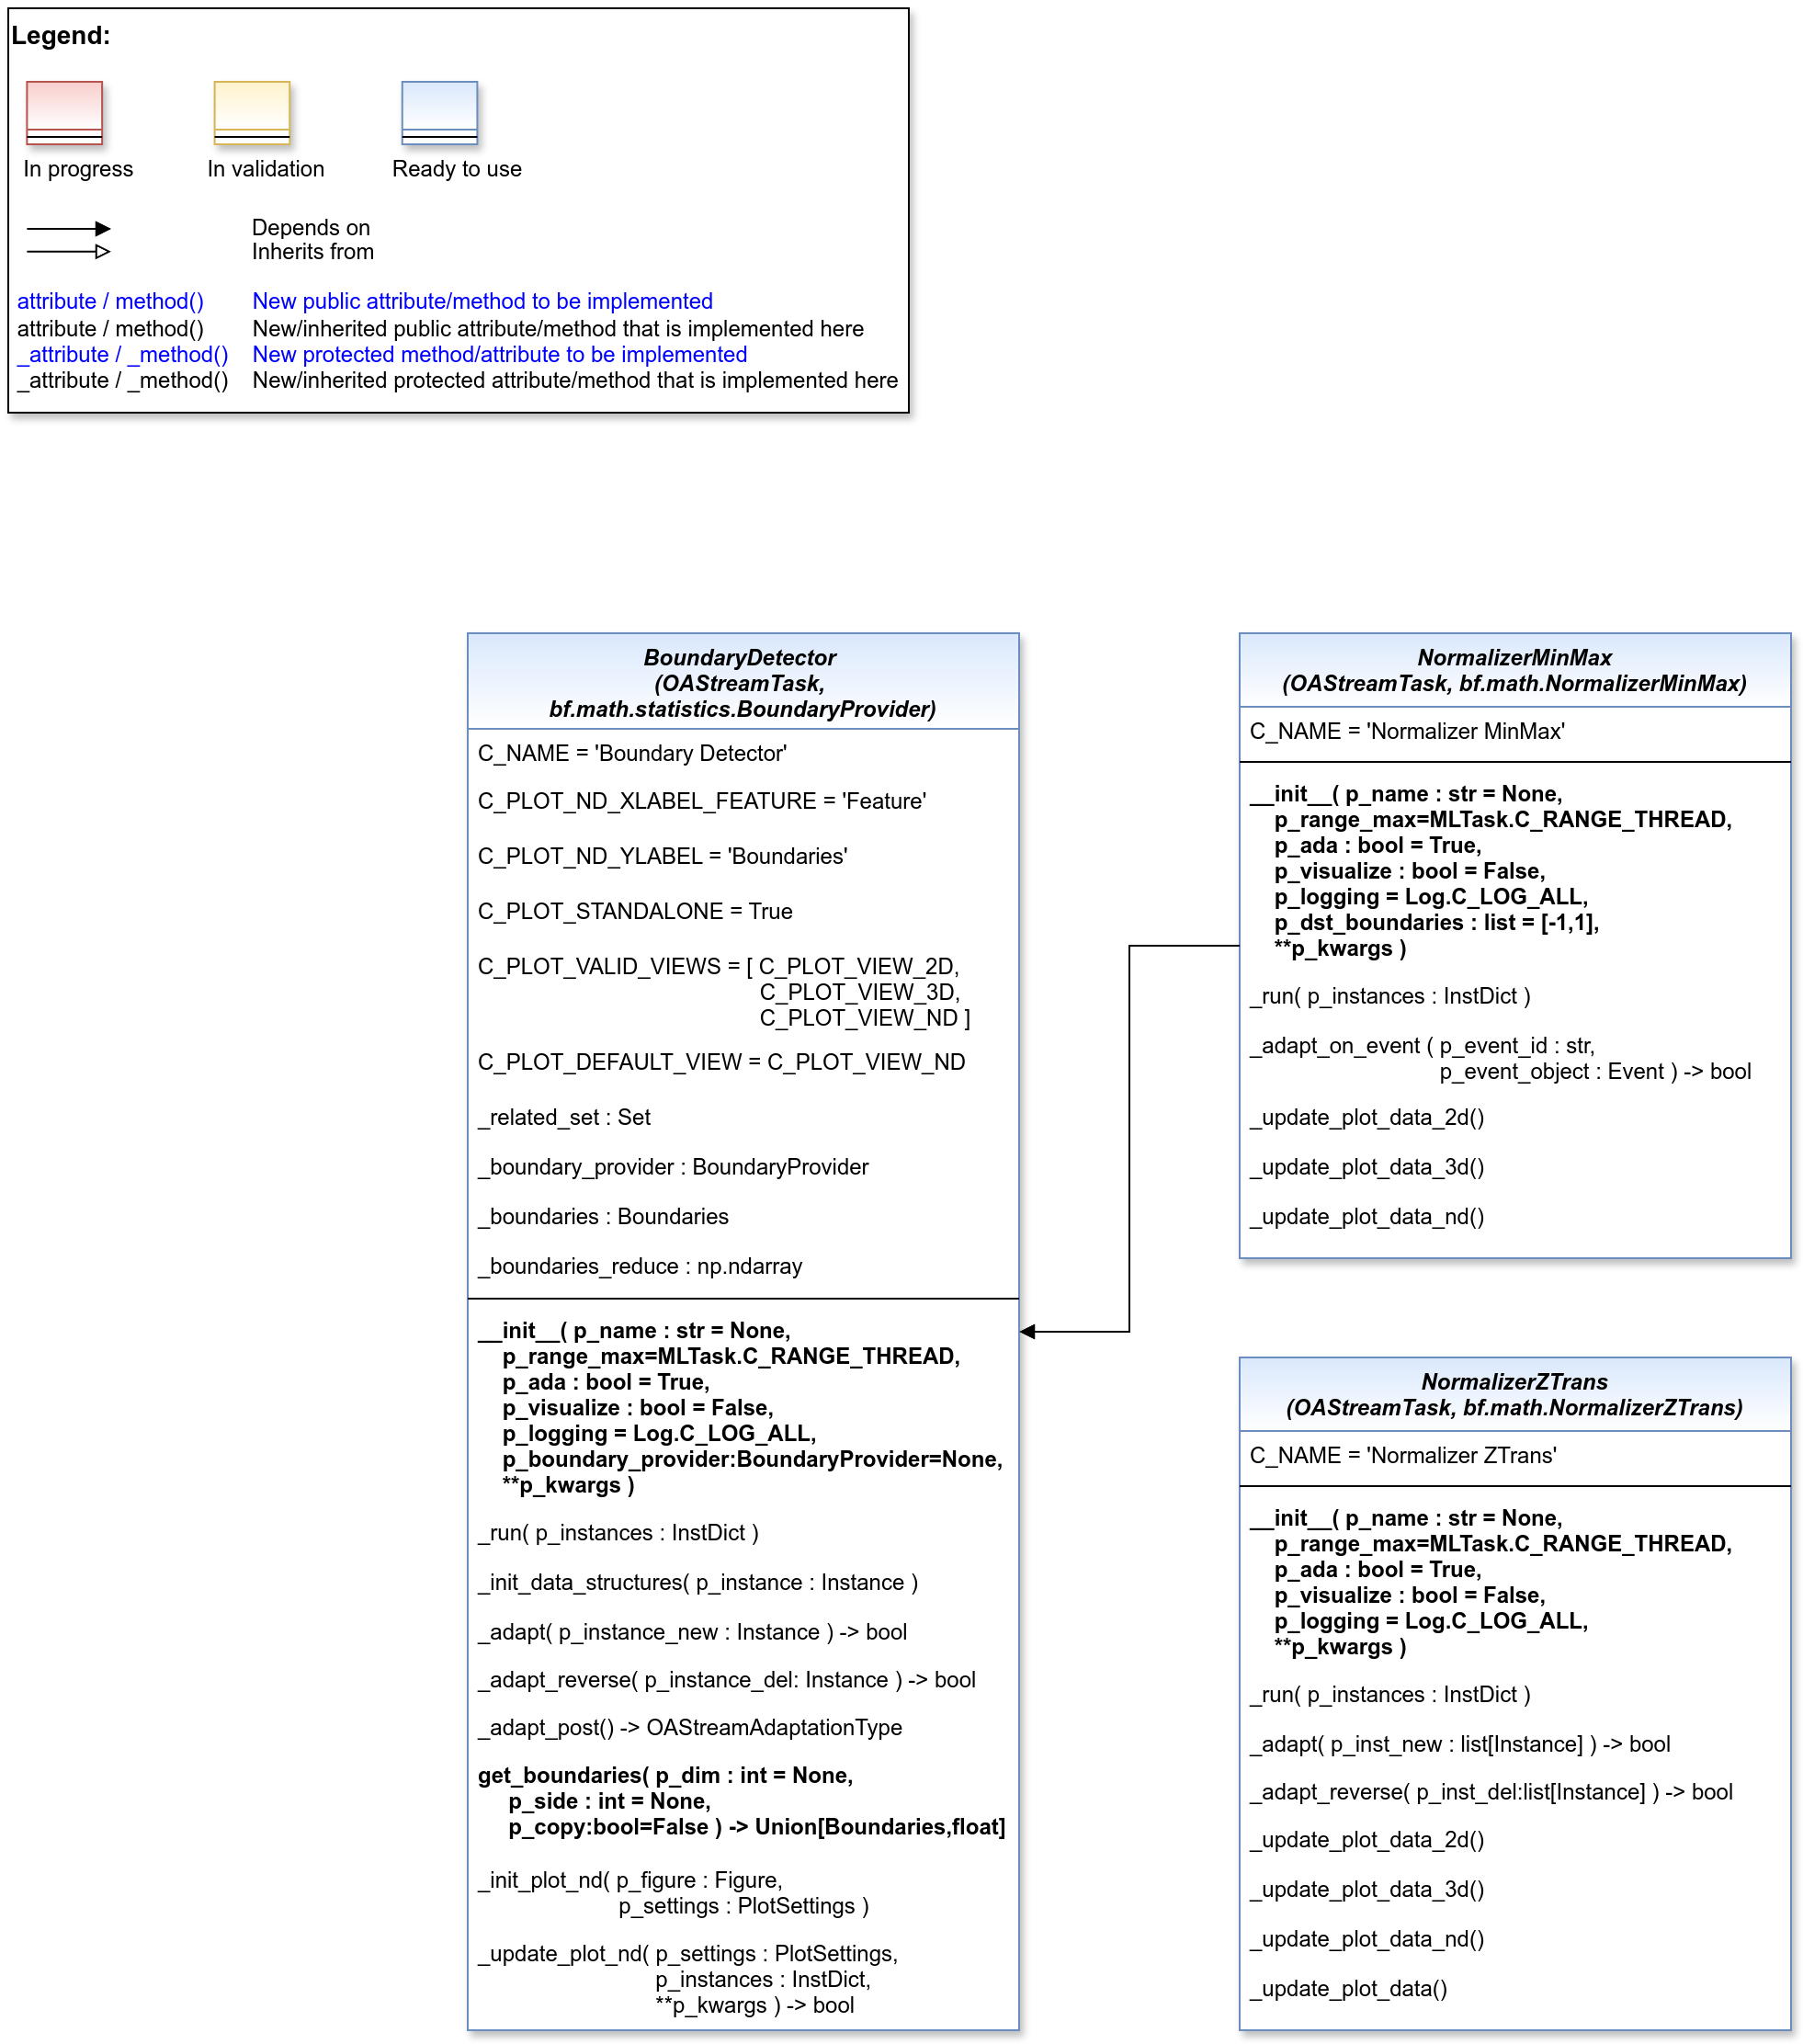 Legend:
In progress
In validation
Ready to use
Depends on
Inherits from
attribute / method()
New public attribute/method to be implemented
attribute / method()
New/inherited public attribute/method that is implemented here
_attribute / _method()
New protected method/attribute to be implemented
_attribute / _method()
New/inherited protected attribute/method that is implemented here
BoundaryDetector
(OAStreamTask,
bf.math.statistics.BoundaryProvider)
C_NAME = 'Boundary Detector'
C_PLOT_ND_XLABEL_FEATURE = 'Feature'
C_PLOT_ND_YLABEL = 'Boundaries'
C_PLOT_STANDALONE = True
C_PLOT_VALID_VIEWS = [ C_PLOT_VIEW_2D,
C_PLOT_VIEW_3D,
C_PLOT_VIEW_ND ]
C_PLOT_DEFAULT_VIEW = C_PLOT_VIEW_ND
_related_set : Set
_boundary_provider : BoundaryProvider
_boundaries : Boundaries
_boundaries_reduce : np.ndarray
__init__( p_name : str = None,
p_range_max=MLTask.C_RANGE_THREAD,
p_ada : bool = True,
p_visualize : bool = False,
p_logging = Log.C_LOG_ALL,
p_boundary_provider:BoundaryProvider=None,
**p_kwargs )
_run( p_instances : InstDict )
_init_data_structures( p_instance : Instance )
_adapt( p_instance_new : Instance ) -> bool
_adapt_reverse( p_instance_del: Instance ) -> bool
_adapt_post() -> OAStreamAdaptationType
get_boundaries( p_dim : int = None,
p_side : int = None,
p_copy:bool=False ) -> Union[Boundaries,float]
_init_plot_nd( p_figure : Figure,
p_settings : PlotSettings )
_update_plot_nd( p_settings : PlotSettings,
p_instances : InstDict,
**p_kwargs ) -> bool
NormalizerMinMax
(OAStreamTask, bf.math.NormalizerMinMax)
C_NAME = 'Normalizer MinMax'
__init__( p_name : str = None,
p_range_max=MLTask.C_RANGE_THREAD,
p_ada : bool = True,
p_visualize : bool = False,
p_logging = Log.C_LOG_ALL,
p_dst_boundaries : list = [-1,1],
**p_kwargs )
_run( p_instances : InstDict )
_adapt_on_event ( p_event_id : str,
p_event_object : Event ) -> bool
_update_plot_data_2d()
_update_plot_data_3d()
_update_plot_data_nd()
NormalizerZTrans
(OAStreamTask, bf.math.NormalizerZTrans)
C_NAME = 'Normalizer ZTrans'
__init__( p_name : str = None,
p_range_max=MLTask.C_RANGE_THREAD,
p_ada : bool = True,
p_visualize : bool = False,
p_logging = Log.C_LOG_ALL,
**p_kwargs )
_run( p_instances : InstDict )
_adapt( p_inst_new : list[Instance] ) -> bool
_adapt_reverse( p_inst_del:list[Instance] ) -> bool
_update_plot_data_2d()
_update_plot_data_3d()
_update_plot_data_nd()
_update_plot_data()